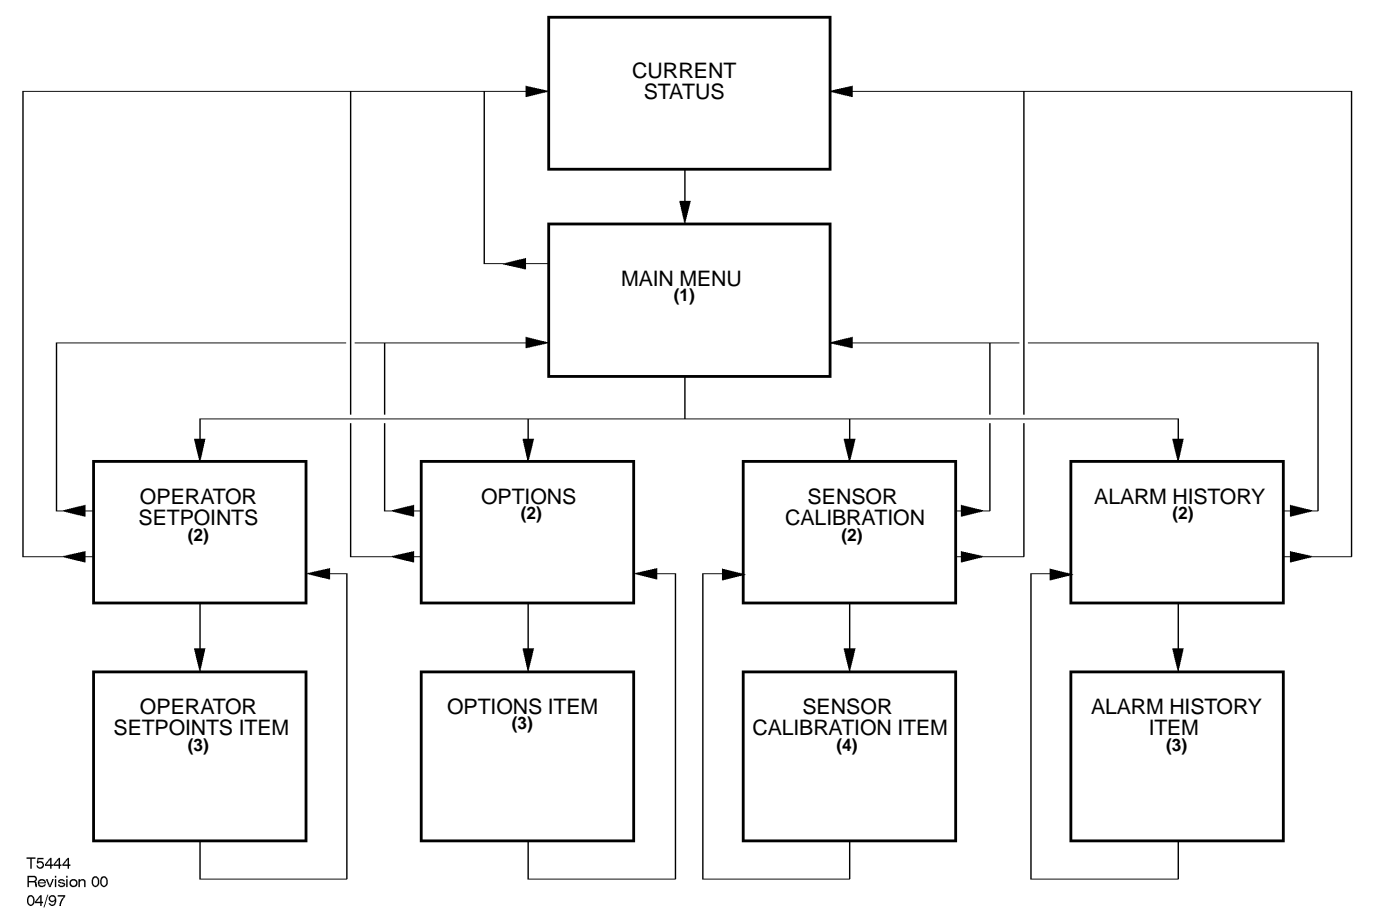 CURRENT
STATUS
MAIN MENU
(1)
OPERATOR
SETPOINTS
(2)
OPTIONS
(2)
SENSOR
CALIBRATION
(2)
ALARM HISTORY
(2)
OPERATOR
SETPOINTS ITEM
(3)
OPTIONS ITEM
(3)
SENSOR
CALIBRATION ITEM
(4)
ALARM HISTORY
ITEM
(3)
T5444
Revision 00
04/97